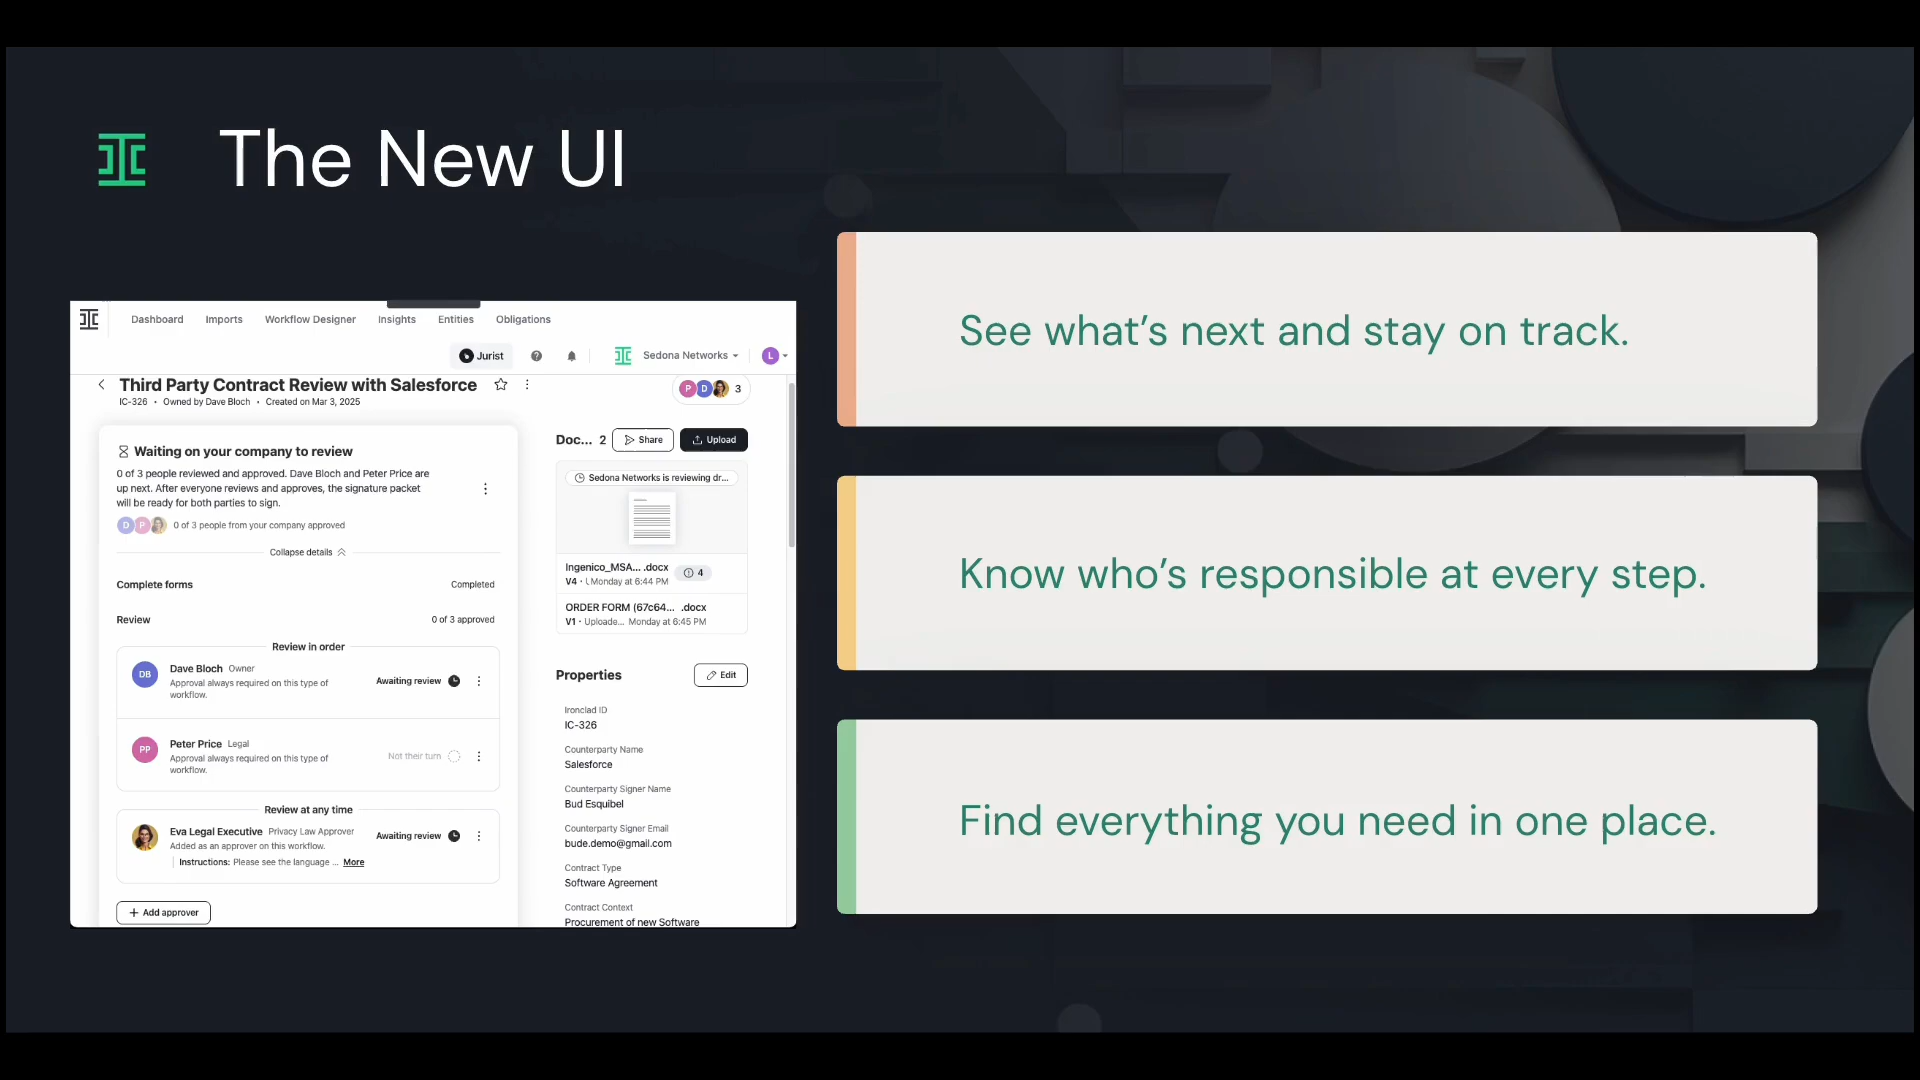 The New UI
Dashboard Imports Workflow Designer Insights Entities Obligations
Jurist Sedona Networks L
Third Party Contract Review with Salesforce
IC-326 • Owned by Dave Bloch • Created on Mar 3, 2025
P D 3
Waiting on your company to review
0 of 3 people reviewed and approved. Dave Bloch and Peter Price are
up next. After everyone reviews and approves, the signature packet
will be ready for both parties to sign.
D P 0 of 3 people from your company approved
Collapse details
Complete forms Completed
Review 0 of 3 approved
Review in order
DB Dave Bloch Owner
Approval always required on this type of
workflow.
Awaiting review
PP Peter Price Legal
Approval always required on this type of
workflow.
Not their turn
Review at any time
Eva Legal Executive Privacy Law Approver
Added as an approver on this workflow.
Awaiting review
Instructions: Please see the language ... More
+ Add approver
Doc... 2 Share Upload
Sedona Networks is reviewing dr...
Ingenico_MSA... .docx 4
V4 • Monday at 6:44 PM
ORDER FORM (67c64... .docx
V1 • Uploade... Monday at 6:45 PM
Properties Edit
Ironclad ID
IC-326
Counterparty Name
Salesforce
Counterparty Signer Name
Bud Esquibel
Counterparty Signer Email
bude.demo@gmail.com
Contract Type
Software Agreement
Contract Context
Procurement of new Software
See what’s next and stay on track.
Know who’s responsible at every step.
Find everything you need in one place.